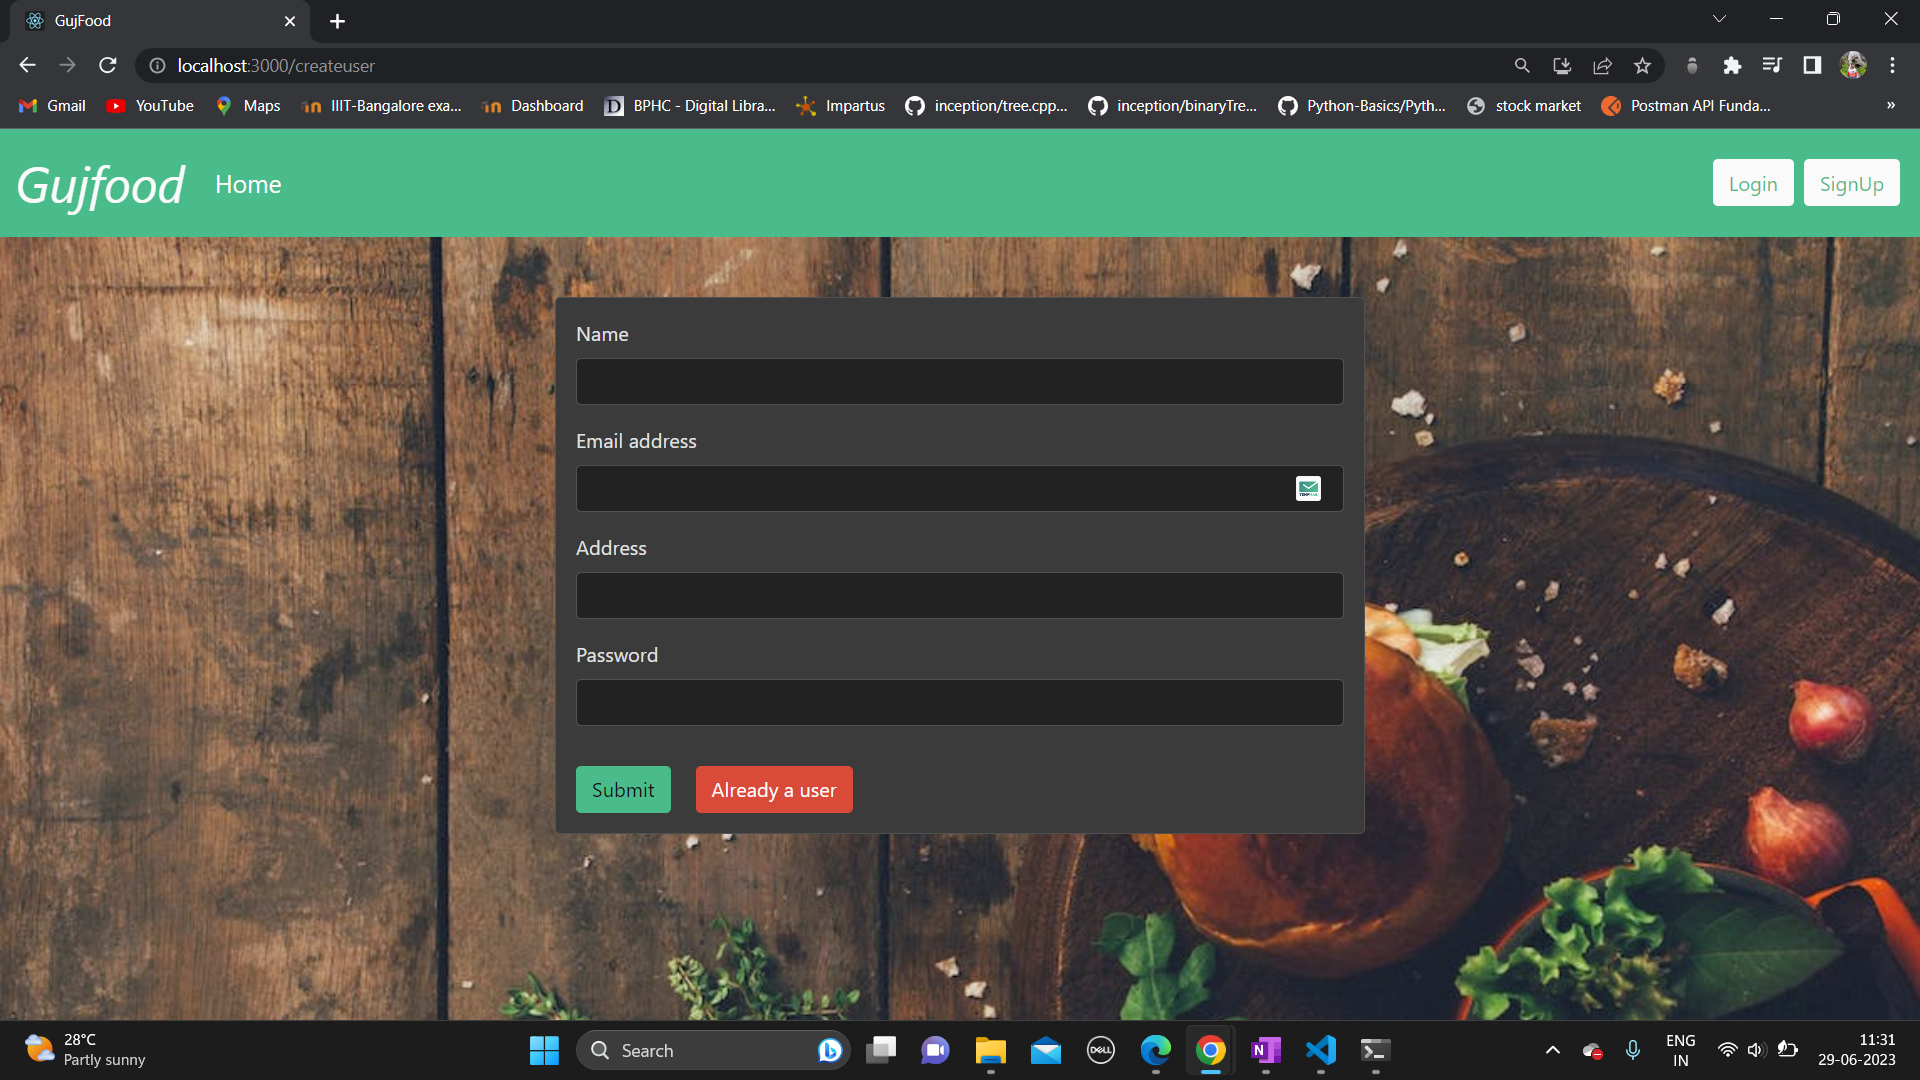 GujFood
localhost:3000/createuser
Gmail YouTube Maps IIIT-Bangalore exa... Dashboard BPHC - Digital Libra... Impartus inception/tree.cpp... inception/binaryTre... Python-Basics/Pyth... stock market Postman API Funda... »
Gujfood Home Login SignUp
Name
Email address
Address
Password
Submit Already a user
28°C
Partly sunny
Search
DELL
ENG
IN
11:31
29-06-2023